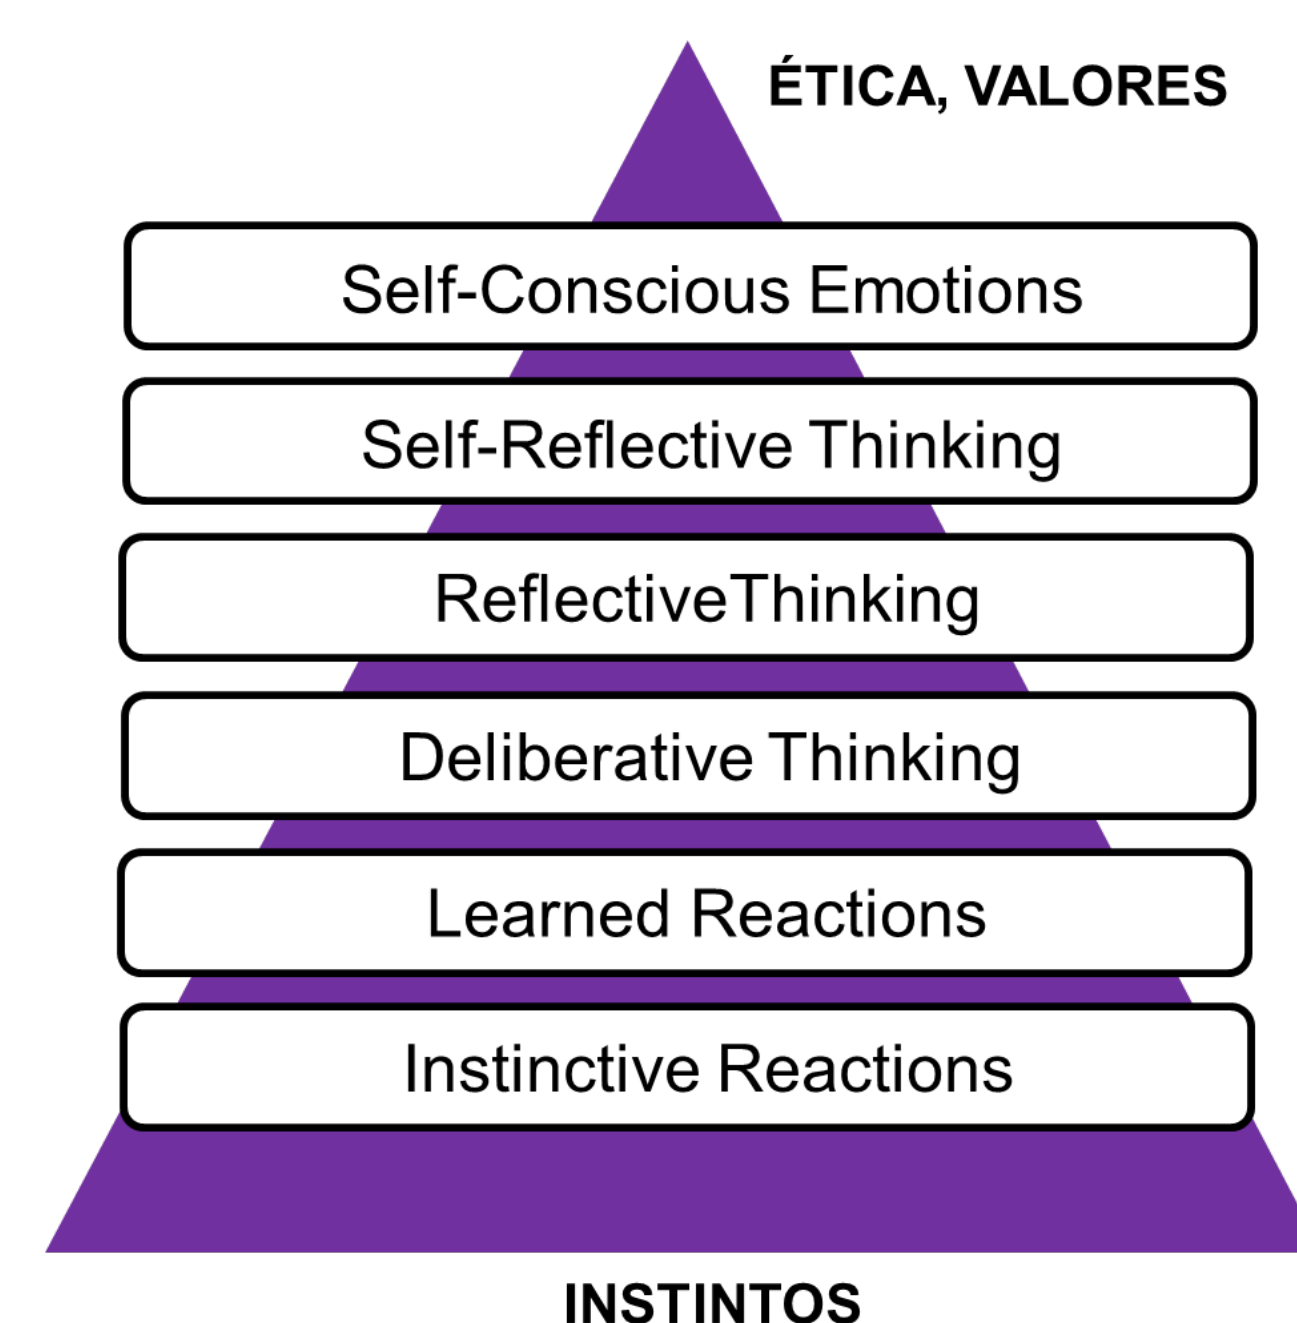 ÉTICA, VALORES
Self-Conscious Emotions
Self-Reflective Thinking
ReflectiveThinking
Deliberative Thinking
Learned Reactions
Instinctive Reactions
INSTINTOS